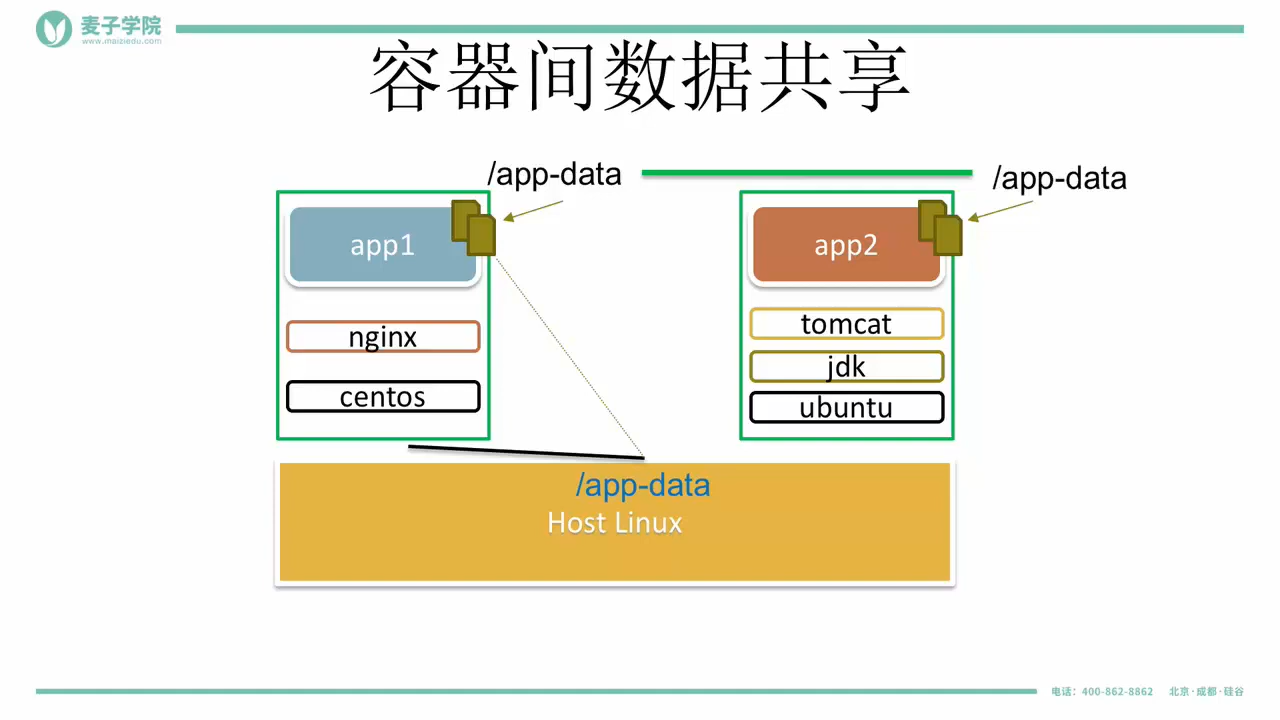 麦子学院
www.maiziedu.com
容器间数据共享
/app-data
/app-data
app1
app2
nginx
tomcat
jdk
centos
ubuntu
/app-data
Host Linux
电话：400-862-8862 北京·成都·硅谷